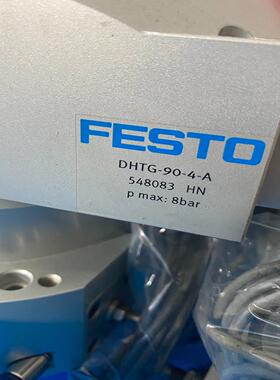 FESTO
DHTG-90-4-A
548083 HN
p max: 8bar